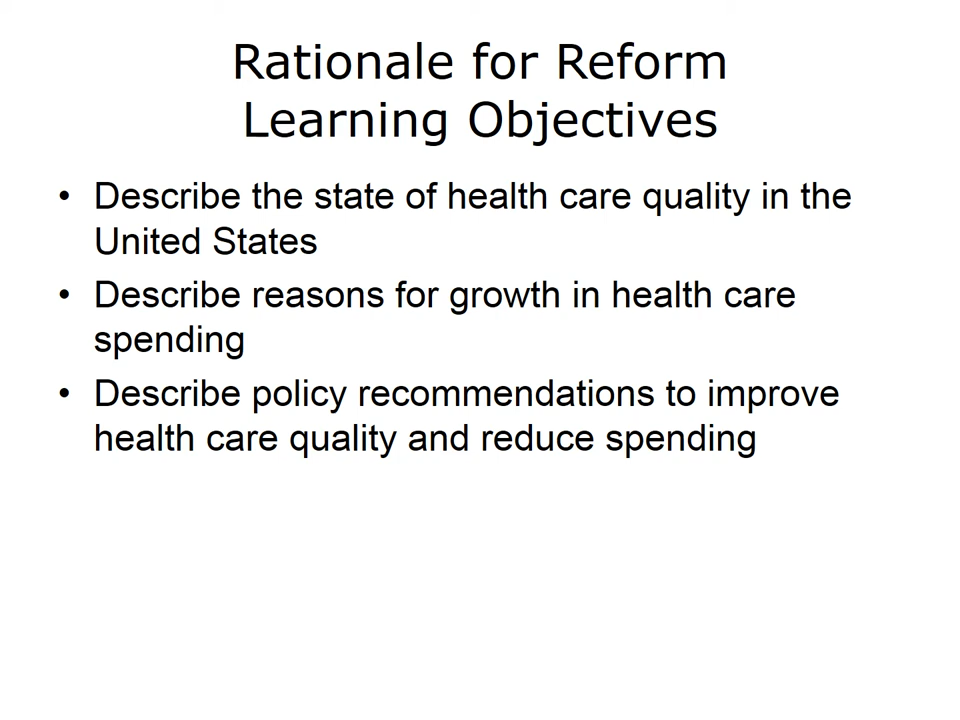 Rationale for Reform
Learning Objectives
• Describe the state of health care quality in the
United States
• Describe reasons for growth in health care
spending
• Describe policy recommendations to improve
health care quality and reduce spending